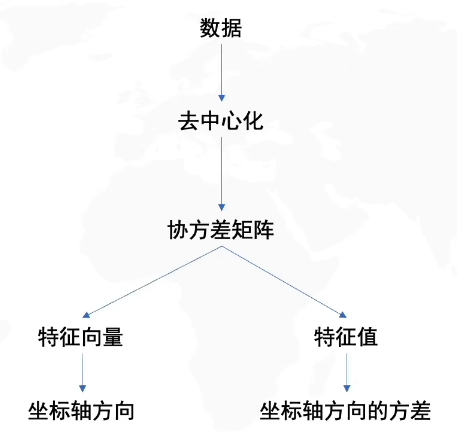 数据
去中心化
协方差矩阵
特征向量
特征值
坐标轴方向
坐标轴方向的方差